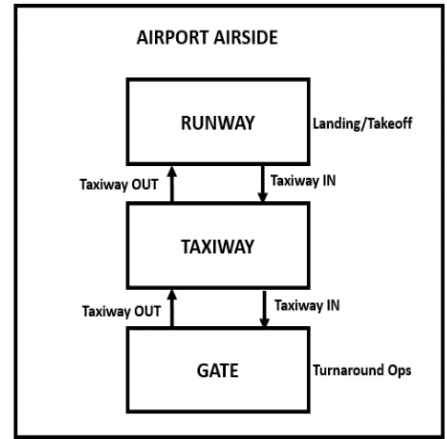 AIRPORT AIRSIDE
RUNWAY
Landing/Takeoff
Taxiway OUT
Taxiway IN
TAXIWAY
Taxiway OUT
Taxiway IN
GATE
Turnaround Ops